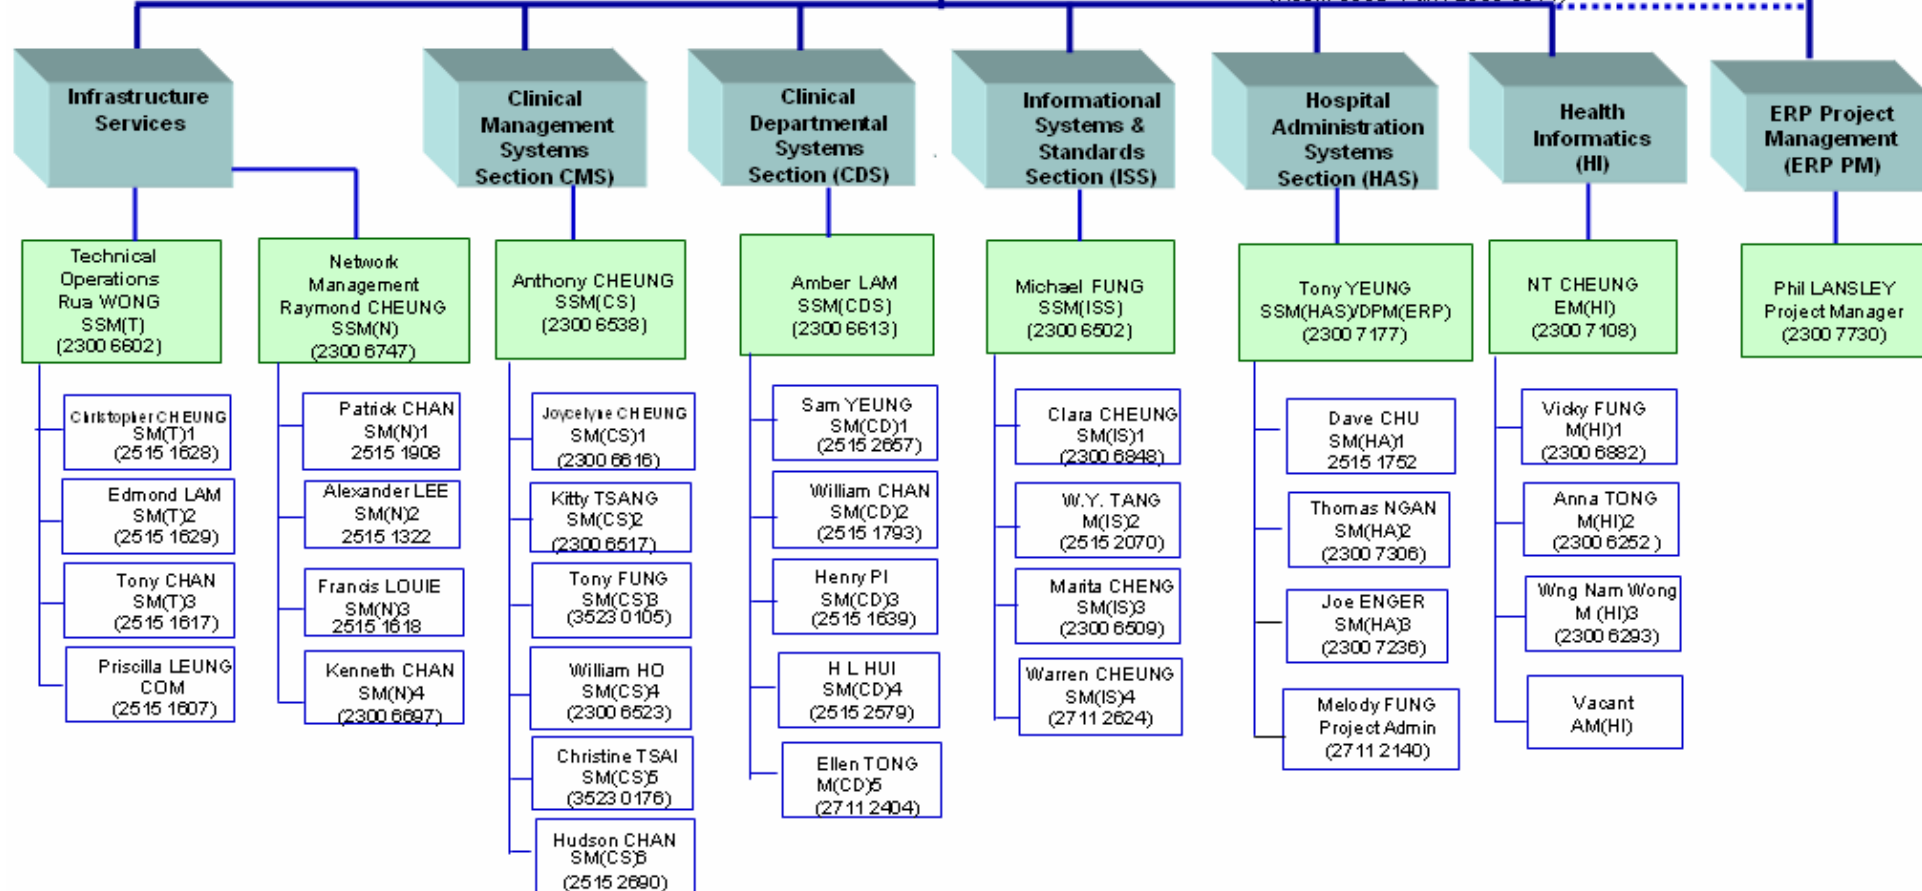 Infrastructure
Services
Clinical
Management
Systems
Section CMS)
Clinical
Departmental
Systems
Section (CDS)
Informational
Systems &
Standards
Section (ISS)
Hospital
Administration
Systems
Section (HAS)
Health
Informatics
(HI)
ERP Project
Management
(ERP PM)
Technical
Operations
Rua WONG
SSM(T)
(2300 6602)
Network
Management
Raymond CHEUNG
SSM(N)
(2300 6747)
Anthony CHEUNG
SSM(CS)
(2300 6538)
Amber LAM
SSM(CDS)
(2300 6613)
Michael FUNG
SSM(ISS)
(2300 6502)
Tony YEUNG
SSM(HAS)/DPM(ERP)
(2300 7177)
NT CHEUNG
EM(HI)
(2300 7108)
Phil LANSLEY
Project Manager
(2300 7730)
Christopher CHEUNG
SM(T)1
(2515 1628)
Edmond LAM
SM(T)2
(2515 1629)
Tony CHAN
SM(T)3
(2515 1617)
Priscilla LEUNG
COM
(2515 1607)
Patrick CHAN
SM(N)1
2515 1908
Alexander LEE
SM(N)2
2515 1322
Francis LOUIE
SM(N)3
2515 1618
Kenneth CHAN
SM(N)4
(2300 6697)
Joycelyne CHEUNG
SM(CS)1
(2300 6616)
Kitty TSANG
SM(CS)2
(2300 6517)
Tony FUNG
SM(CS)3
(3523 0105)
William HO
SM(CS)4
(2300 6523)
Christine TSAI
SM(CS)5
(3523 0176)
Hudson CHAN
SM(CS)6
(2515 2690)
Sam YEUNG
SM(CD)1
(2515 2657)
William CHAN
SM(CD)2
(2515 1793)
Henry PI
SM(CD)3
(2515 1639)
H L HUI
SM(CD)4
(2515 2579)
Ellen TONG
M(CD)5
(2711 2404)
Clara CHEUNG
SM(IS)1
(2300 6848)
W.Y. TANG
M(IS)2
(2515 2070)
Marita CHENG
SM(IS)3
(2300 6509)
Warren CHEUNG
SM(IS)4
(2711 2624)
Dave CHU
SM(HA)1
2515 1752
Thomas NGAN
SM(HA)2
(2300 7306)
Joe ENGER
SM(HA)3
(2300 7236)
Melody FUNG
Project Admin
(2711 2140)
Vicky FUNG
M(HI)1
(2300 6882)
Anna TONG
M(HI)2
(2300 6252 )
Wng Nam Wong
M (HI)3
(2300 6293)
Vacant
AM(HI)